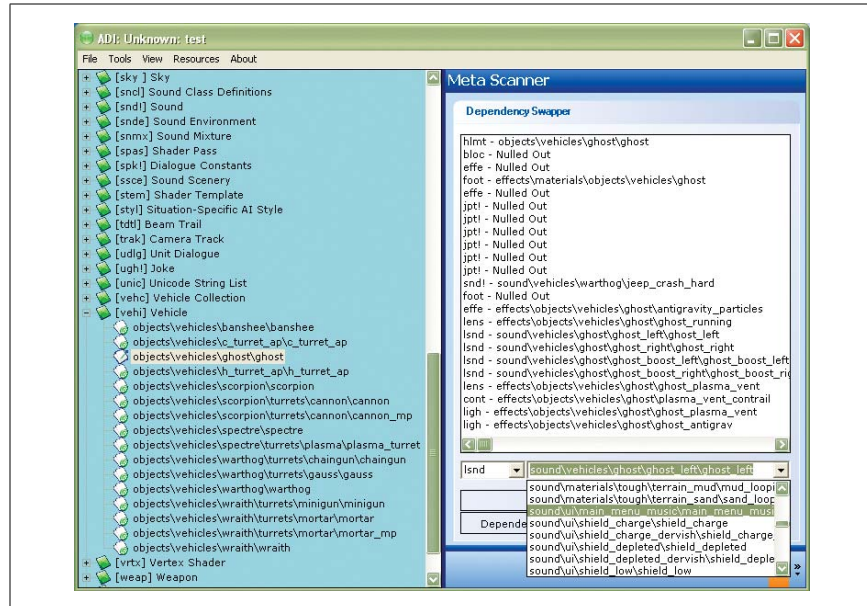 ADI: Unknown: test
File Tools View Resources About
[sky ] Sky
[sncl] Sound Class Definitions
[snd!] Sound
[snde] Sound Environment
[snmx] Sound Mixture
[spas] Shader Pass
[spk!] Dialogue Constants
[ssce] Sound Scenery
[stem] Shader Template
[styl] Situation-Specific AI Style
[tdtl] Beam Trail
[trak] Camera Track
[udlg] Unit Dialogue
[ugh!] Joke
[unic] Unicode String List
[vehc] Vehicle Collection
[vehi] Vehicle
objects\vehicles\banshee\banshee
objects\vehicles\c_turret_ap\c_turret_ap
objects\vehicles\ghost\ghost
objects\vehicles\h_turret_ap\h_turret_ap
objects\vehicles\scorpion\scorpion
objects\vehicles\scorpion\turrets\cannon\cannon
objects\vehicles\scorpion\turrets\cannon\cannon_mp
objects\vehicles\spectre\spectre
objects\vehicles\spectre\turrets\plasma\plasma_turret
objects\vehicles\warthog\turrets\chaingun\chaingun
objects\vehicles\warthog\turrets\gauss\gauss
objects\vehicles\warthog\warthog
objects\vehicles\wraith\turrets\minigun\minigun
objects\vehicles\wraith\turrets\mortar\mortar
objects\vehicles\wraith\turrets\mortar\mortar_mp
objects\vehicles\wraith\wraith
[vrtx] Vertex Shader
[weap] Weapon
Meta Scanner
Dependency Swapper
hlmt - objects\vehicles\ghost\ghost
bloc - Nulled Out
effe - Nulled Out
foot - effects\materials\objects\vehicles\ghost
effe - Nulled Out
jpt! - Nulled Out
jpt! - Nulled Out
jpt! - Nulled Out
jpt! - Nulled Out
jpt! - Nulled Out
jpt! - Nulled Out
snd! - sound\vehicles\warthog\jeep_crash_hard
foot - Nulled Out
effe - effects\objects\vehicles\ghost\antigravity_particles
lens - effects\objects\vehicles\ghost\ghost_running
lsnd - sound\vehicles\ghost\ghost_left\ghost_left
lsnd - sound\vehicles\ghost\ghost_right\ghost_right
lsnd - sound\vehicles\ghost\ghost_boost_left\ghost_boost_left
lsnd - sound\vehicles\ghost\ghost_boost_right\ghost_boost_rig
lens - effects\objects\vehicles\ghost\ghost_plasma_vent
cont - effects\objects\vehicles\ghost\plasma_vent_contrail
ligh - effects\objects\vehicles\ghost\ghost_plasma_vent
ligh - effects\objects\vehicles\ghost\ghost_antigrav
lsnd sound\vehicles\ghost\ghost_left\ghost_left
sound\materials\tough\terrain_mud\mud_loopi
sound\materials\tough\terrain_sand\sand_loop
sound\ui\main_menu_music\main_menu_musi
Depende sound\ui\shield_charge\shield_charge
sound\ui\shield_charge_dervish\shield_charge_
sound\ui\shield_depleted\shield_depleted
sound\ui\shield_depleted_dervish\shield_deple
sound\ui\shield_low\shield_low